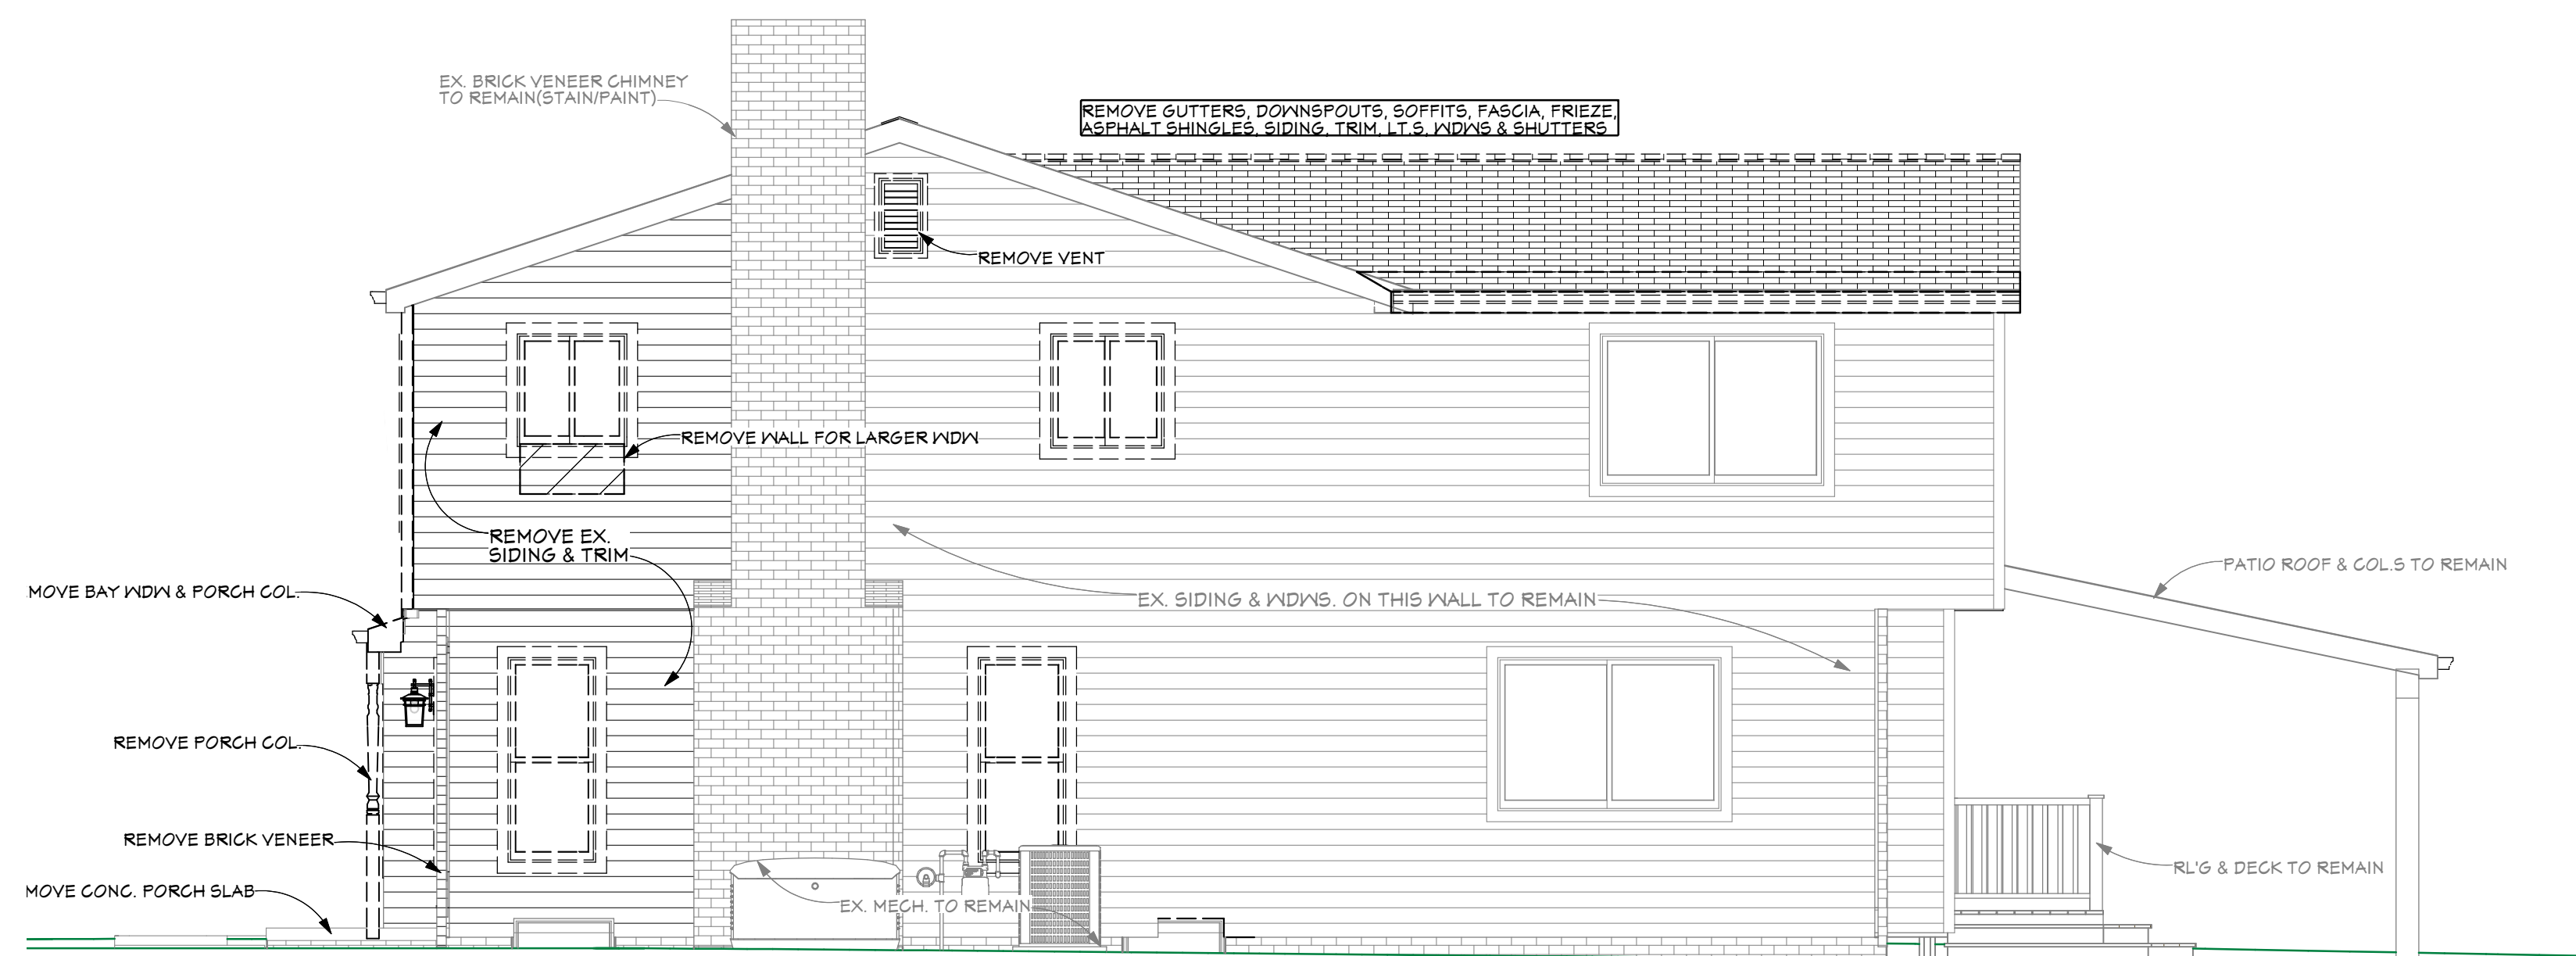 EX. BRICK VENEER CHIMNEY
TO REMAIN(STAIN/PAINT)
REMOVE GUTTERS, DOWNSPOUTS, SOFFITS, FASCIA, FRIEZE,
ASPHALT SHINGLES, SIDING, TRIM, LT.S, WDWS & SHUTTERS
REMOVE VENT
REMOVE WALL FOR LARGER WDW
REMOVE EX.
SIDING & TRIM
PATIO ROOF & COL.S TO REMAIN
MOVE BAY WDW & PORCH COL.
EX. SIDING & WDWS. ON THIS WALL TO REMAIN
REMOVE PORCH COL.
REMOVE BRICK VENEER
RL'G & DECK TO REMAIN
MOVE CONC. PORCH SLAB
EX. MECH. TO REMAIN